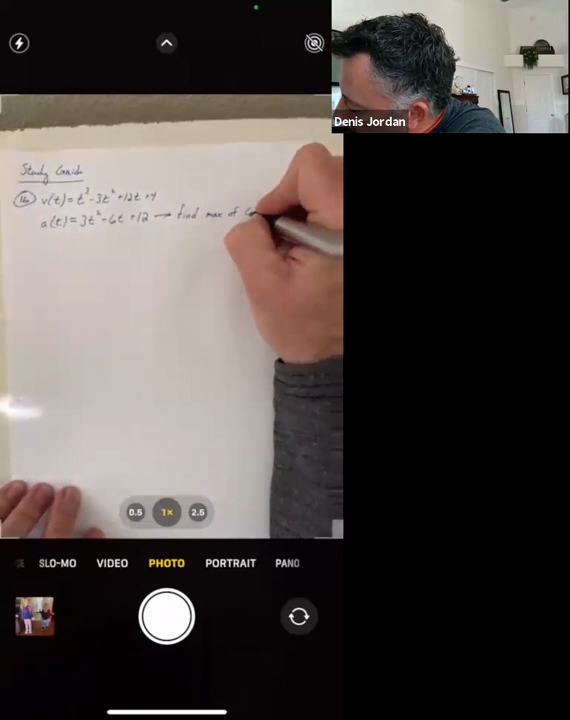 Denis Jordan
Study Guide
16 v(t) = t³ - 3t² + 12t + 4
a(t) = 3t² - 6t + 12 → find max of
0.5 1× 2.5
SLO-MO VIDEO PHOTO PORTRAIT PANO